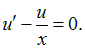 u' − u/x = 0.